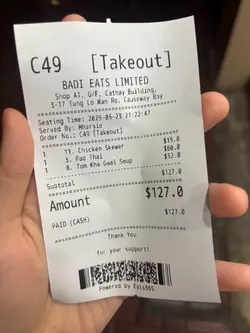 C49 [Takeout]
BADI EATS LIMITED
Shop A1, G/F, Cathay Building,
3-17 Tung Lo Wan Rd, Causeway Bay
Seating Time: 2025-05-23 21:22:47
Served By: Wharsiu
Order No.: C49 [Takeout]
1 11. Chicken Skewer $15.0
1 3. Pad Thai $60.0
1 8. Tom Kha Gaai Soup $52.0
Subtotal $127.0
Amount $127.0
PAID (CASH) $127.0
Thank You
for your support!
Powered by Eats365